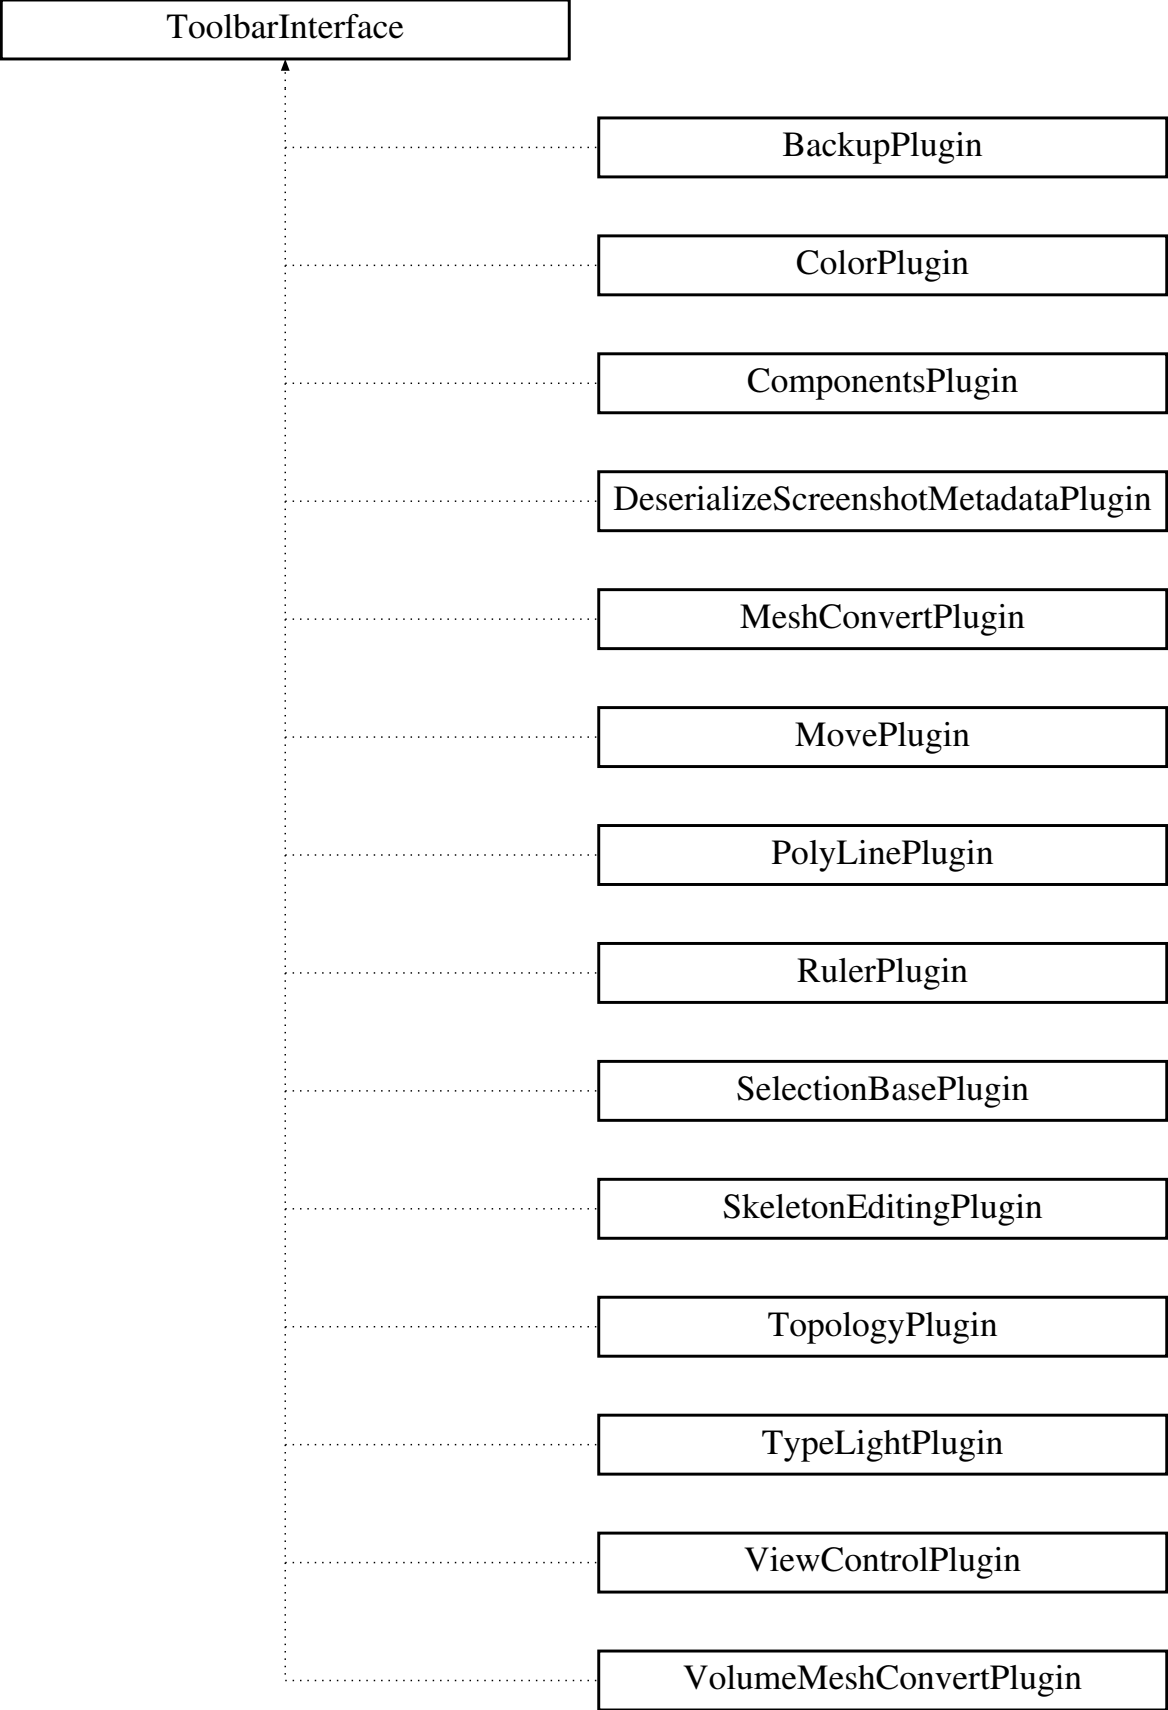 ToolbarInterface
BackupPlugin
ColorPlugin
ComponentsPlugin
DeserializeScreenshotMetadataPlugin
MeshConvertPlugin
MovePlugin
PolyLinePlugin
RulerPlugin
SelectionBasePlugin
SkeletonEditingPlugin
TopologyPlugin
TypeLightPlugin
ViewControlPlugin
VolumeMeshConvertPlugin